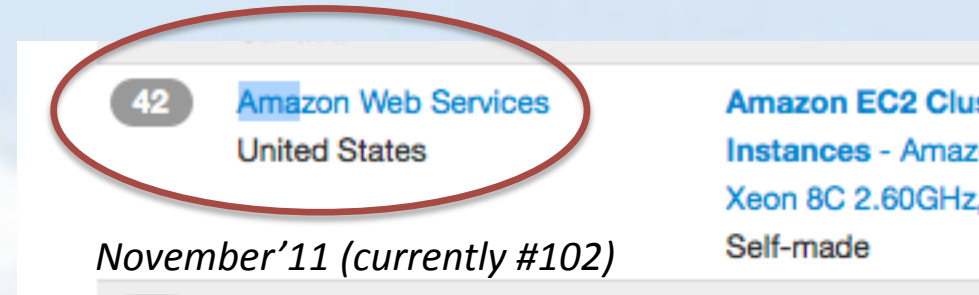 42 Amazon Web Services Amazon EC2 Clus
United States Instances - Amaz
Xeon 8C 2.60GHz,
November’11 (currently #102) Self-made